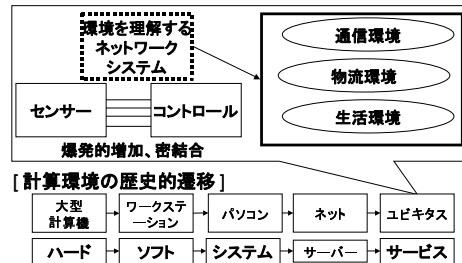 環境を理解する
ネットワーク
システム
通信環境
物流環境
生活環境
センサー
コントロール
爆発的増加、密結合
[計算環境の歴史的遷移]
大型
計算機
ワークステ
ーション
パソコン
ネット
ユビキタス
ハード
ソフト
システム
サーバー
サービス